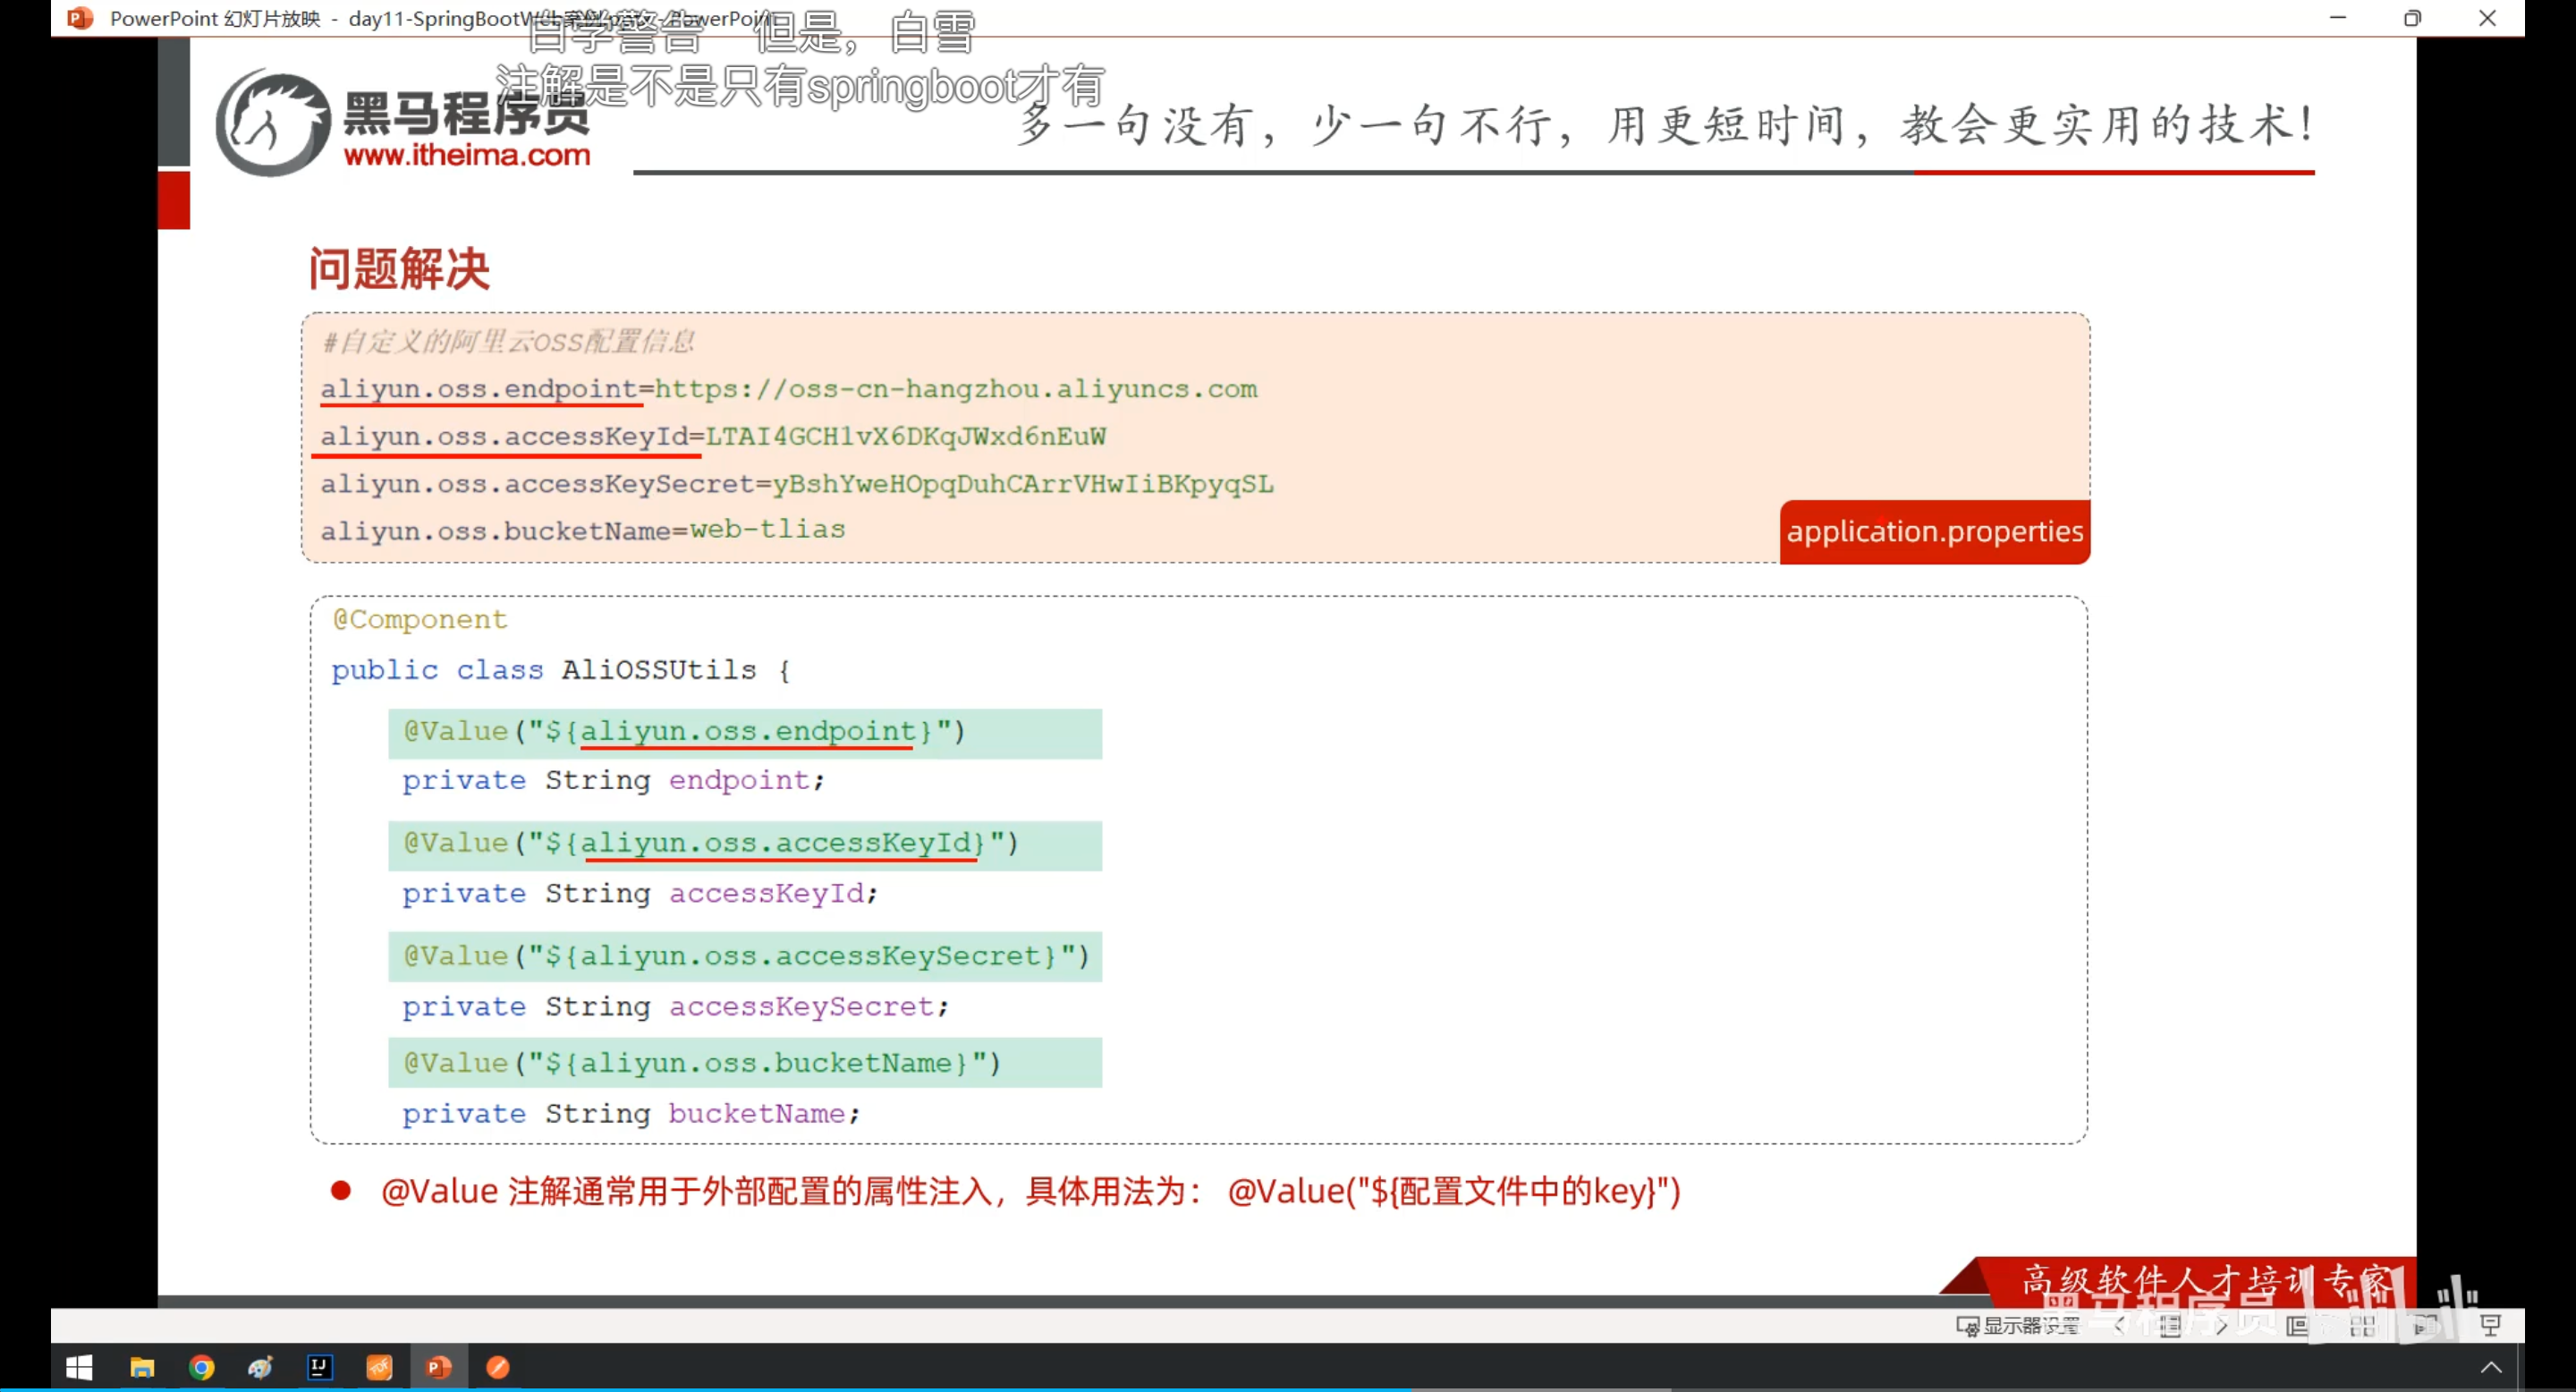 PowerPoint 幻灯片放映 - day11-SpringBootWeb案例.pptx - PowerPoint
自学警告 但是，白雪
注解是不是只有springboot才有
黑马程序员
www.itheima.com
多一句没有，少一句不行，用更短时间，教会更实用的技术！
问题解决
#自定义的阿里云OSS配置信息
aliyun.oss.endpoint=https://oss-cn-hangzhou.aliyuncs.com
aliyun.oss.accessKeyId=LTAI4GCH1vX6DKqJWxd6nEuW
aliyun.oss.accessKeySecret=yBshYweHOpqDuhCArrVHwIiBKpyqSL
aliyun.oss.bucketName=web-tlias
application.properties
@Component
public class AliOSSUtils {
@Value("${aliyun.oss.endpoint}")
private String endpoint;
@Value("${aliyun.oss.accessKeyId}")
private String accessKeyId;
@Value("${aliyun.oss.accessKeySecret}")
private String accessKeySecret;
@Value("${aliyun.oss.bucketName}")
private String bucketName;
@Value 注解通常用于外部配置的属性注入，具体用法为： @Value("${配置文件中的key}")
高级软件人才培训专家
黑马程序员
显示器设置